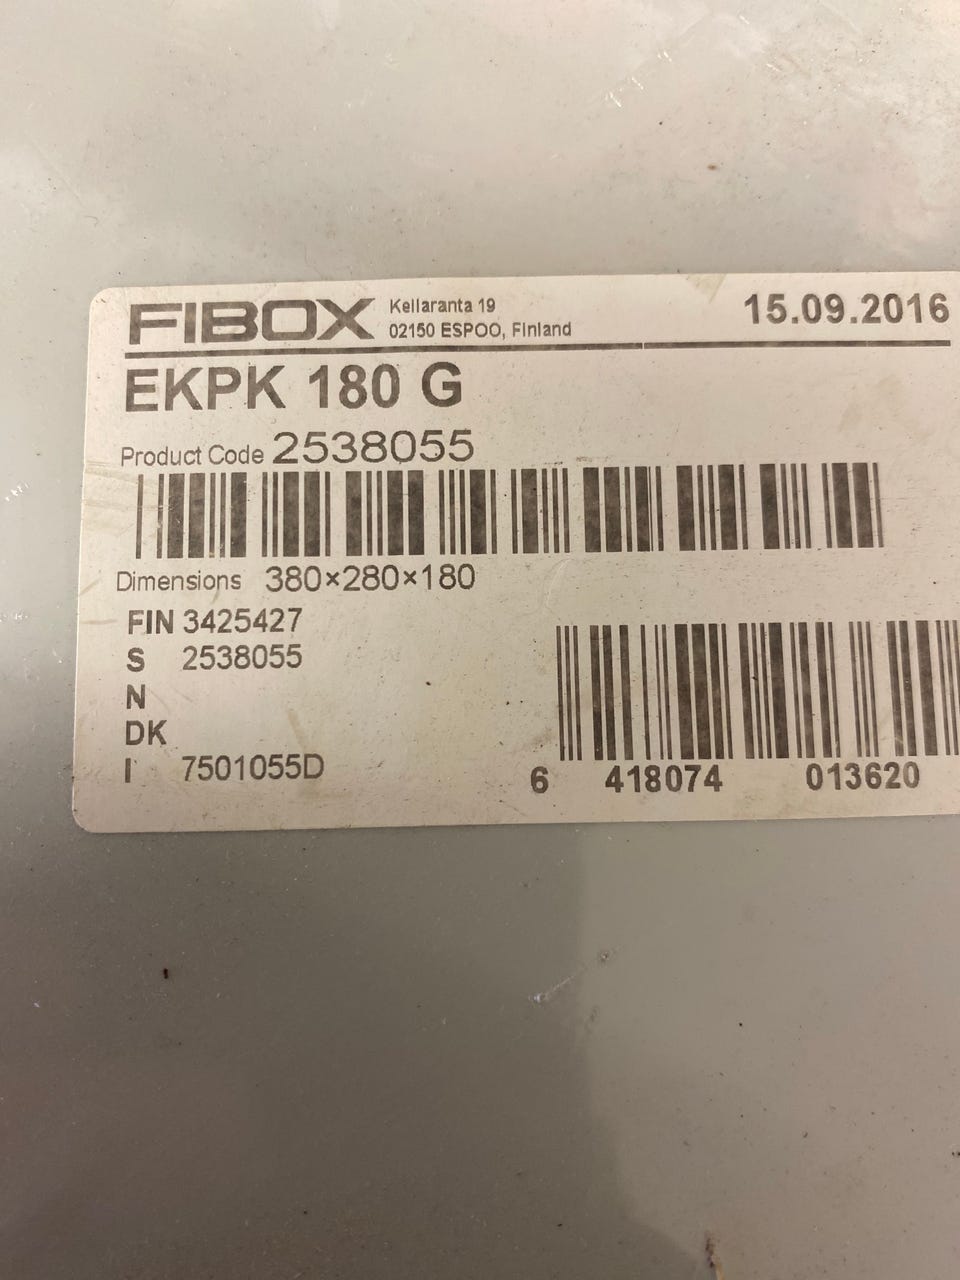 FIBOX Kellaranta 19 15.09.2016
02150 ESPOO, Finland
EKPK 180 G
Product Code 2538055
Dimensions 380×280×180
FIN 3425427
S 2538055
N
DK
I 7501055D
6 418074 013620